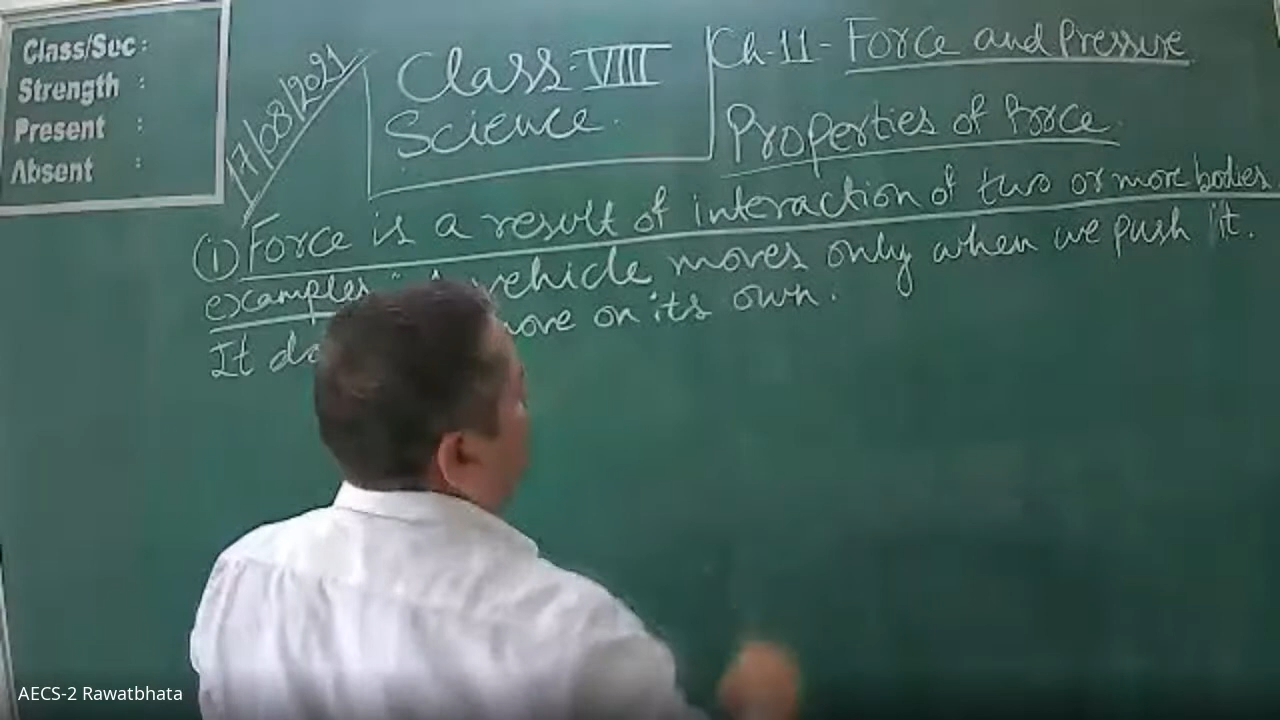 Class/Sec :
Strength :
Present :
Absent :
17/08/2021
Class-VIII
Science.
Ch-11- Force and Pressure
Properties of Force.
(1) Force is a result of interaction of two or more bodies
examples vehicle moves only when we push it.
It on its own.
AECS-2 Rawatbhata